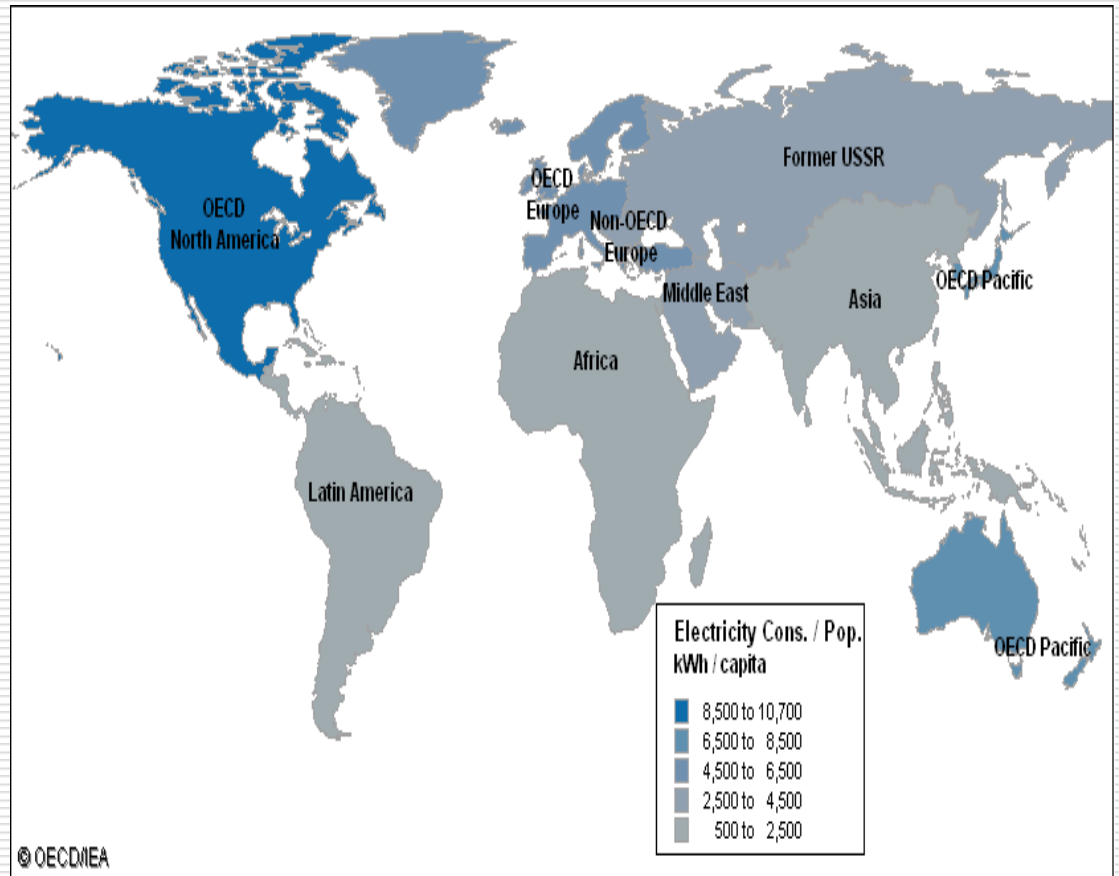 Former USSR
OECD
Europe
OECD
North America
Non-OECD
Europe
OECD Pacific
Middle East
Asia
Africa
Latin America
OECD Pacific
Electricity Cons. / Pop.
kWh / capita
8,500 to 10,700
6,500 to 8,500
4,500 to 6,500
2,500 to 4,500
500 to 2,500
© OECD/IEA